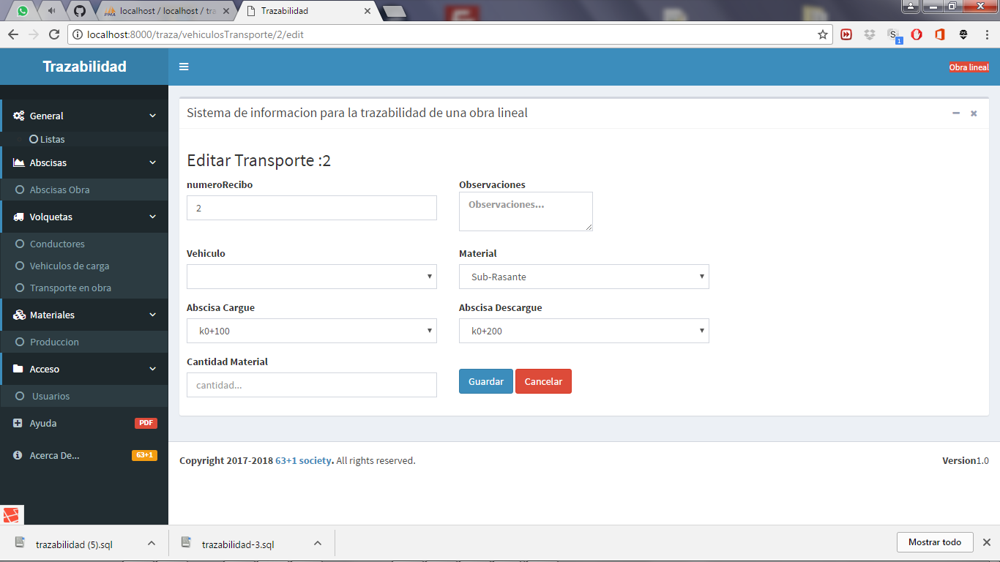 localhost / localhost / tra
Trazabilidad
localhost:8000/traza/vehiculosTransporte/2/edit
Trazabilidad
Obra lineal
General
Listas
Abscisas
Abscisas Obra
Volquetas
Conductores
Vehiculos de carga
Transporte en obra
Materiales
Produccion
Acceso
Usuarios
Ayuda
PDF
Acerca De...
63+1
Sistema de informacion para la trazabilidad de una obra lineal
Editar Transporte :2
numeroRecibo
Observaciones
2
Observaciones...
Vehiculo
Material
Sub-Rasante
Abscisa Cargue
Abscisa Descargue
k0+100
k0+200
Cantidad Material
cantidad...
Guardar
Cancelar
Copyright 2017-2018 63+1 society. All rights reserved.
Version1.0
trazabilidad (5).sql
trazabilidad-3.sql
Mostrar todo